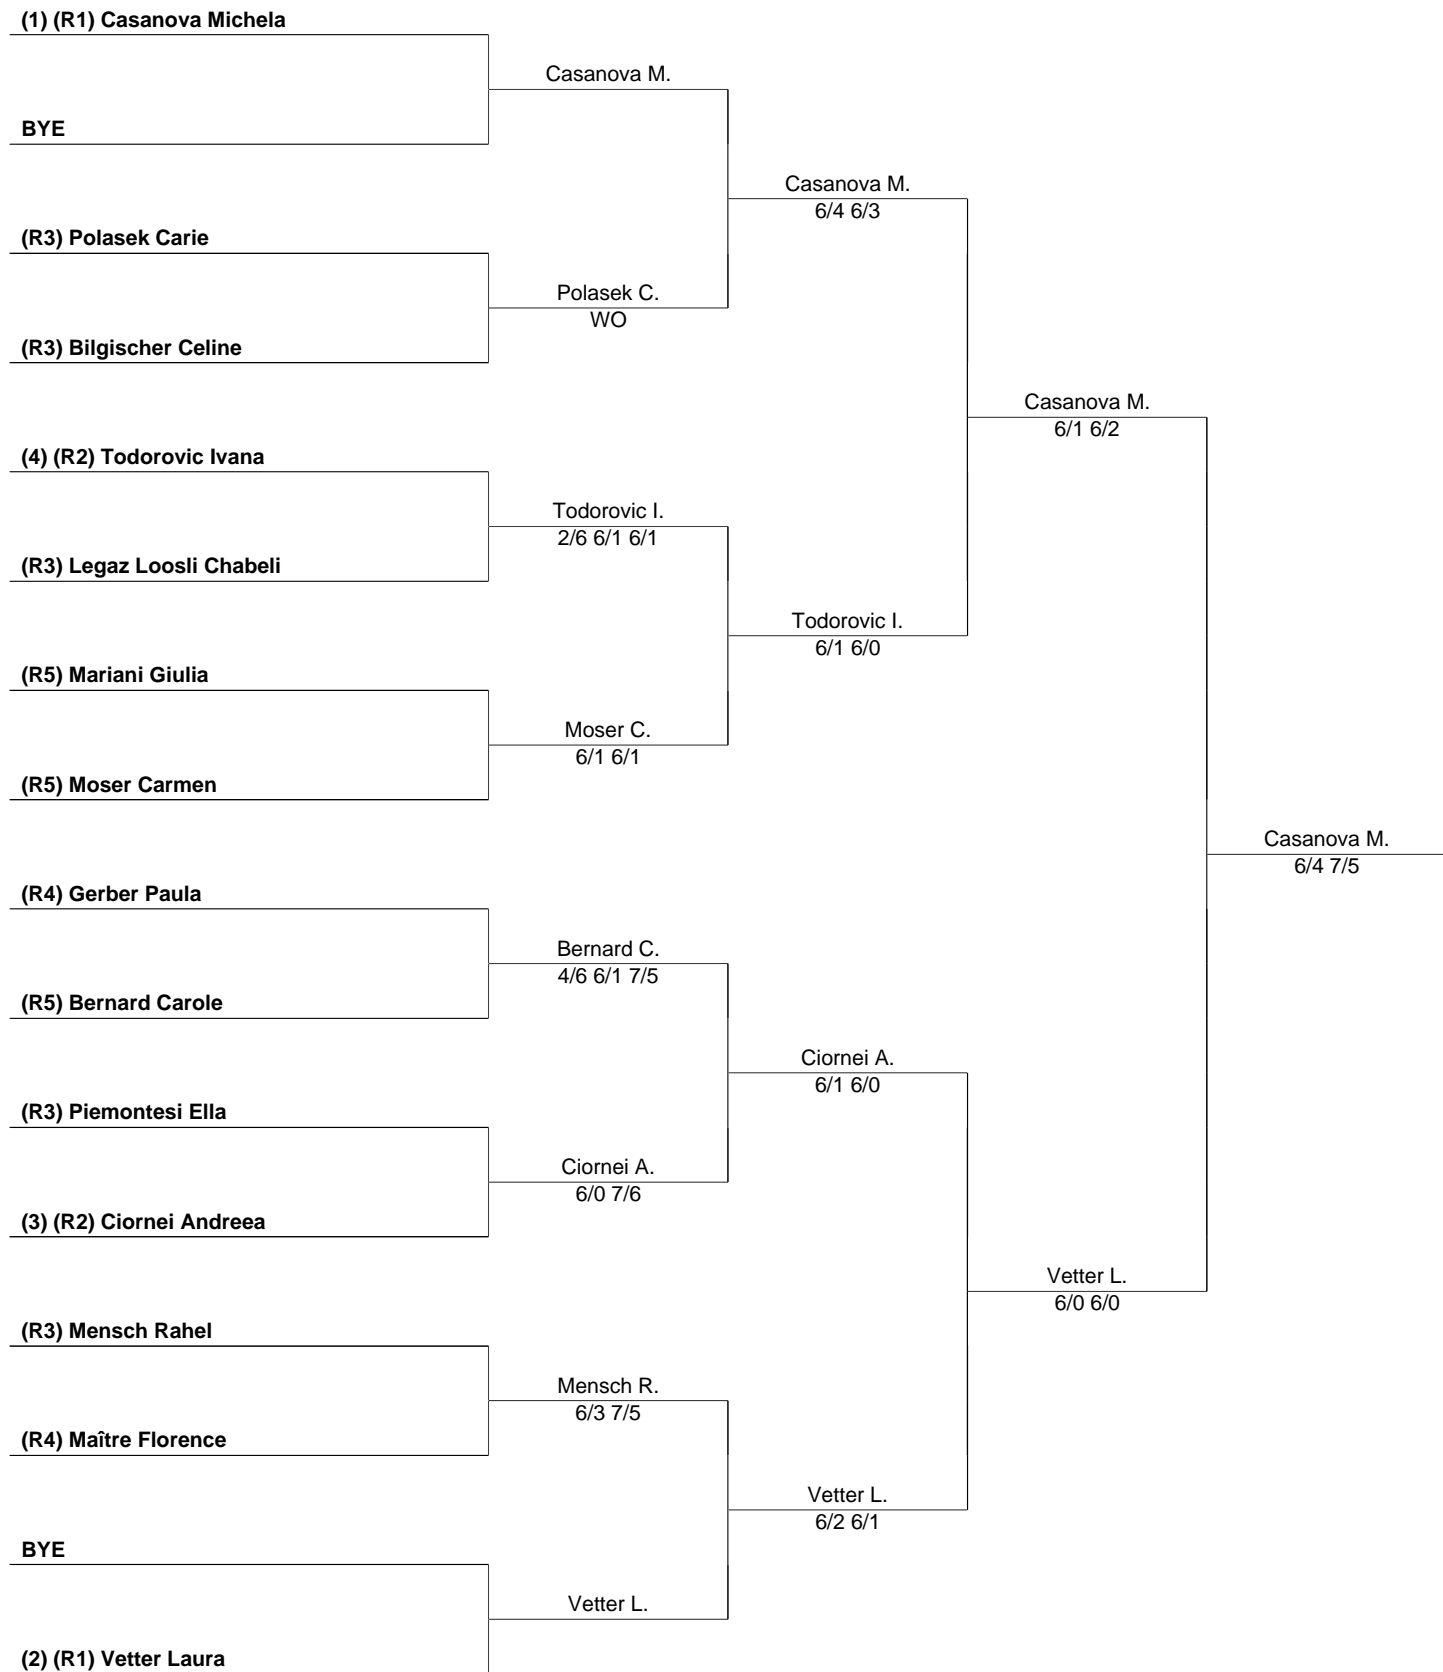 (1) (R1) Casanova Michela
Casanova M.
BYE
Casanova M.
6/4 6/3
(R3) Polasek Carie
Polasek C.
WO
(R3) Bilgischer Celine
Casanova M.
6/1 6/2
(4) (R2) Todorovic Ivana
Todorovic I.
2/6 6/1 6/1
(R3) Legaz Loosli Chabeli
Todorovic I.
6/1 6/0
(R5) Mariani Giulia
Moser C.
6/1 6/1
(R5) Moser Carmen
Casanova M.
6/4 7/5
(R4) Gerber Paula
Bernard C.
4/6 6/1 7/5
(R5) Bernard Carole
Ciornei A.
6/1 6/0
(R3) Piemontesi Ella
Ciornei A.
6/0 7/6
(3) (R2) Ciornei Andreea
Vetter L.
6/0 6/0
(R3) Mensch Rahel
Mensch R.
6/3 7/5
(R4) Maître Florence
Vetter L.
6/2 6/1
BYE
Vetter L.
(2) (R1) Vetter Laura